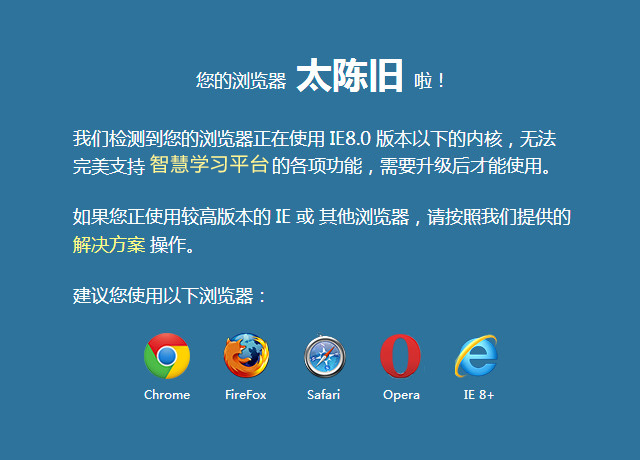 您的浏览器 太陈旧 啦！
我们检测到您的浏览器正在使用 IE8.0 版本以下的内核，无法
完美支持 智慧学习平台 的各项功能，需要升级后才能使用。
如果您正使用较高版本的 IE 或 其他浏览器，请按照我们提供的
解决方案 操作。
建议您使用以下浏览器：
Chrome FireFox Safari Opera IE 8+